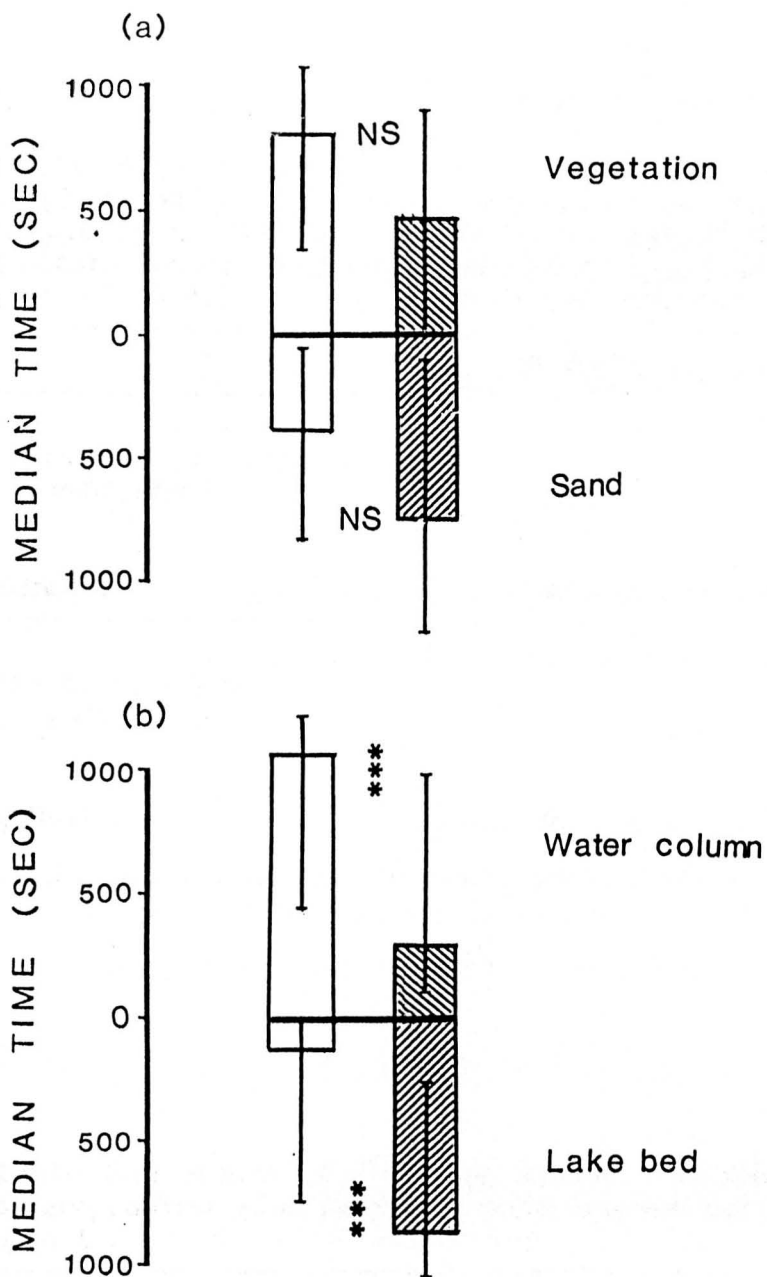 (a)
MEDIAN TIME (SEC)
1000
500
0
500
1000
NS
NS
Vegetation
Sand
(b)
MEDIAN TIME (SEC)
1000
500
0
500
1000
***
***
Water column
Lake bed